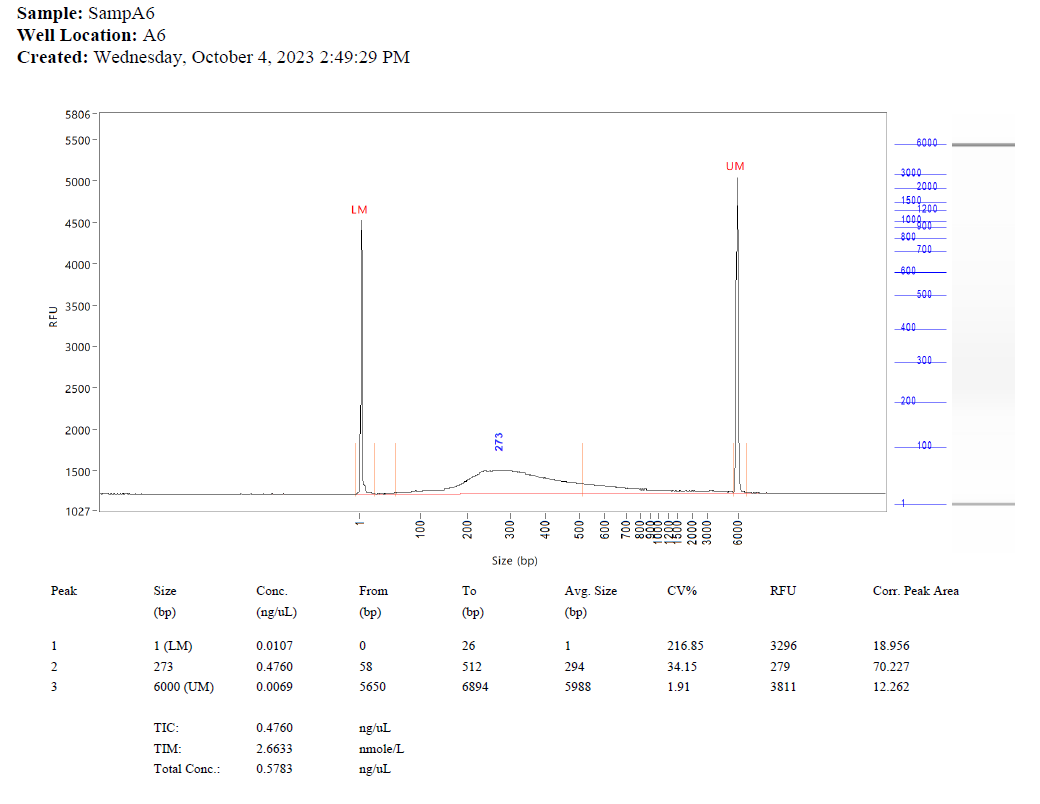 Sample: SampA6
Well Location: A6
Created: Wednesday, October 4, 2023 2:49:29 PM
5806
5500
5000
4500
4000
3500
3000
2500
2000
1500
1027
RFU
LM
273
UM
1 100 200 300 400 500 600 700 800 900 1000 1200 1500 2000 3000 6000
Size (bp)
6000
3000
2000
1500
1200
1000
900
800
700
600
500
400
300
200
100
1
Peak Size Conc. From To Avg. Size CV% RFU Corr. Peak Area
(bp) (ng/uL) (bp) (bp) (bp)
1 1 (LM) 0.0107 0 26 1 216.85 3296 18.956
2 273 0.4760 58 512 294 34.15 279 70.227
3 6000 (UM) 0.0069 5650 6894 5988 1.91 3811 12.262
TIC: 0.4760 ng/uL
TIM: 2.6633 nmole/L
Total Conc.: 0.5783 ng/uL